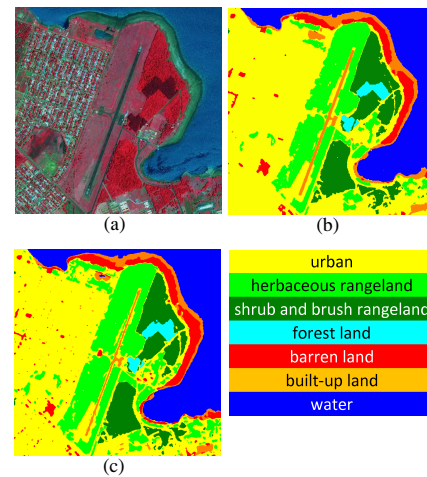 (a)
(b)
(c)
urban
herbaceous rangeland
shrub and brush rangeland
forest land
barren land
built-up land
water